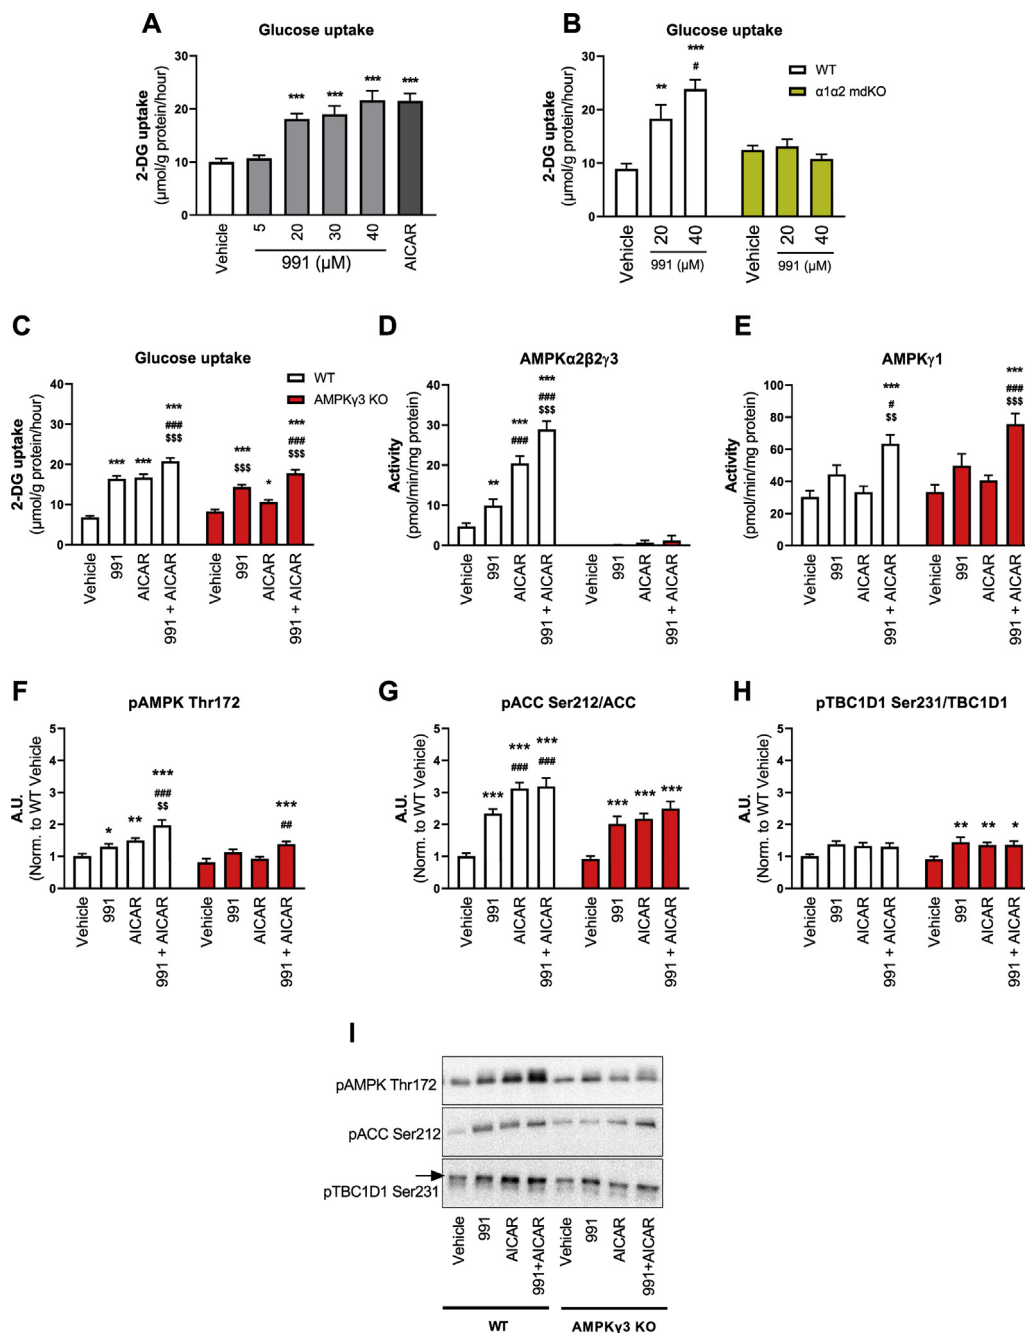 A
Glucose uptake
2-DG uptake
(µmol/g protein/hour)
30
20
10
0
***
***
***
***
Vehicle
5
20
30
40
AICAR
991 (µM)
B
Glucose uptake
2-DG uptake
(µmol/g protein/hour)
30
20
10
0
**
***
#
WT
α1α2 mdKO
Vehicle
20
40
Vehicle
20
40
991 (µM)
991 (µM)
C
Glucose uptake
2-DG uptake
(µmol/g protein/hour)
40
30
20
10
0
WT
AMPKγ3 KO
***
***
***
###
$$$
***
$$$
*
***
###
$$$
Vehicle
991
AICAR
991 + AICAR
Vehicle
991
AICAR
991 + AICAR
D
AMPKα2β2γ3
Activity
(pmol/min/mg protein)
40
30
20
10
0
**
***
###
***
###
$$$
Vehicle
991
AICAR
991 + AICAR
Vehicle
991
AICAR
991 + AICAR
E
AMPKγ1
Activity
(pmol/min/mg protein)
100
80
60
40
20
0
***
#
$$
***
###
$$$
Vehicle
991
AICAR
991 + AICAR
Vehicle
991
AICAR
991 + AICAR
F
pAMPK Thr172
A.U.
(Norm. to WT Vehicle
5
4
3
2
1
0
*
**
***
###
$$
***
##
Vehicle
991
AICAR
991 + AICAR
Vehicle
991
AICAR
991 + AICAR
G
pACC Ser212/ACC
A.U.
(Norm. to WT Vehicle)
5
4
3
2
1
0
***
***
###
***
###
***
***
***
Vehicle
991
AICAR
991 + AICAR
Vehicle
991
AICAR
991 + AICAR
H
pTBC1D1 Ser231/TBC1D1
A.U.
(Norm. to WT Vehicle)
5
4
3
2
1
0
**
**
*
Vehicle
991
AICAR
991 + AICAR
Vehicle
991
AICAR
991 + AICAR
I
pAMPK Thr172
pACC Ser212
pTBC1D1 Ser231
Vehicle
991
AICAR
991+AICAR
Vehicle
991
AICAR
991+AICAR
WT
AMPKγ3 KO